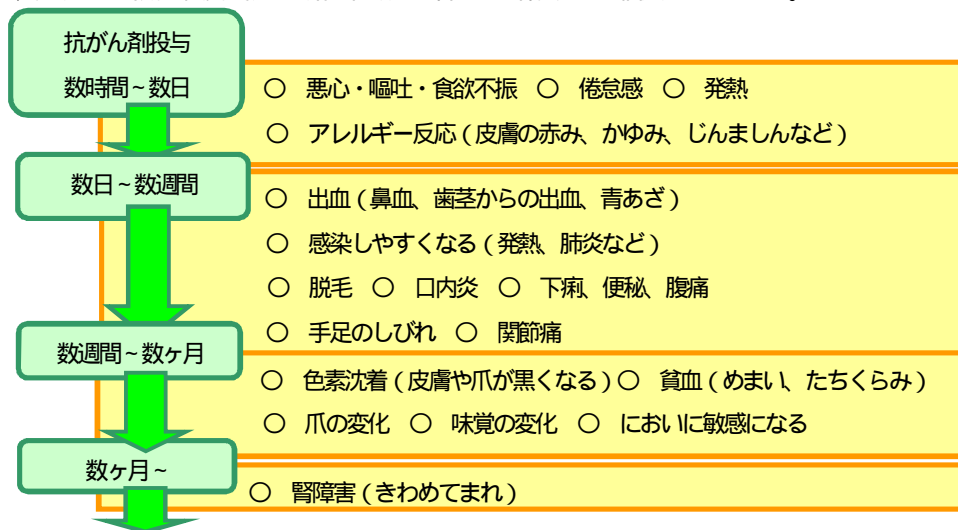 抗がん剤投与
数時間~数日
○ 悪心・嘔吐・食欲不振 ○ 倦怠感 ○ 発熱
○ アレルギー反応(皮膚の赤み、かゆみ、じんましんなど)
数日~数週間
○ 出血(鼻血、歯茎からの出血、青あざ)
○ 感染しやすくなる(発熱、肺炎など)
○ 脱毛 ○ 口内炎 ○ 下痢、便秘、腹痛
○ 手足のしびれ ○ 関節痛
数週間~数ヶ月
○ 色素沈着(皮膚や爪が黒くなる)○ 貧血(めまい、たちくらみ)
○ 爪の変化 ○ 味覚の変化 ○ においに敏感になる
数ヶ月~
○ 腎障害(きわめてまれ)